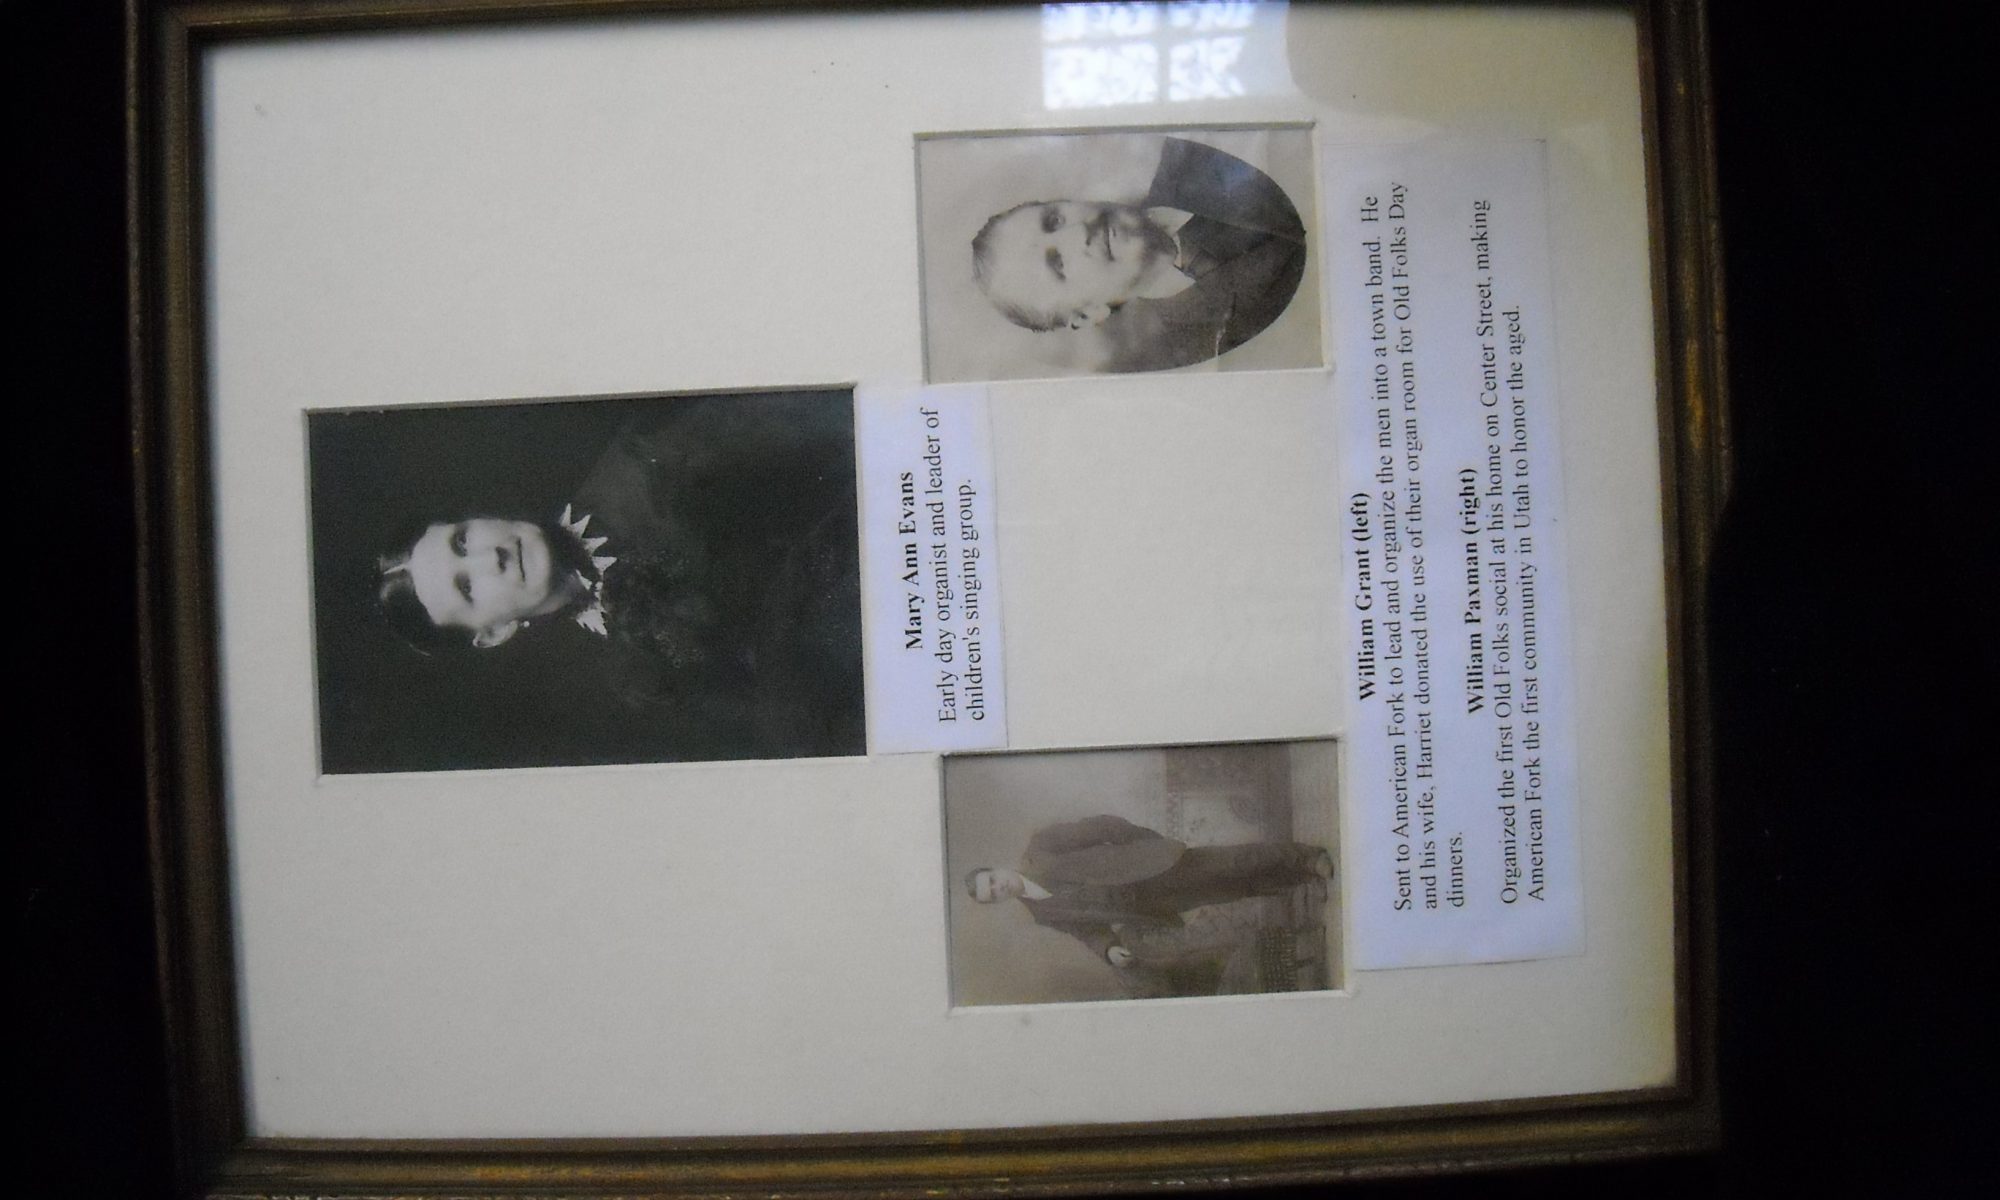 Mary Ann Evans
Early day organist and leader of
children's singing group.
William Grant (left)
Sent to American Fork to lead and organize the men into a town band. He
and his wife, Harriet donated the use of their organ room for Old Folks Day
dinners.
William Paxman (right)
Organized the first Old Folks social at his home on Center Street, making
American Fork the first community in Utah to honor the aged.